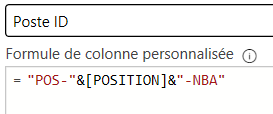 Poste ID
Formule de colonne personnalisée
= "POS-"&[POSITION]&"-NBA"